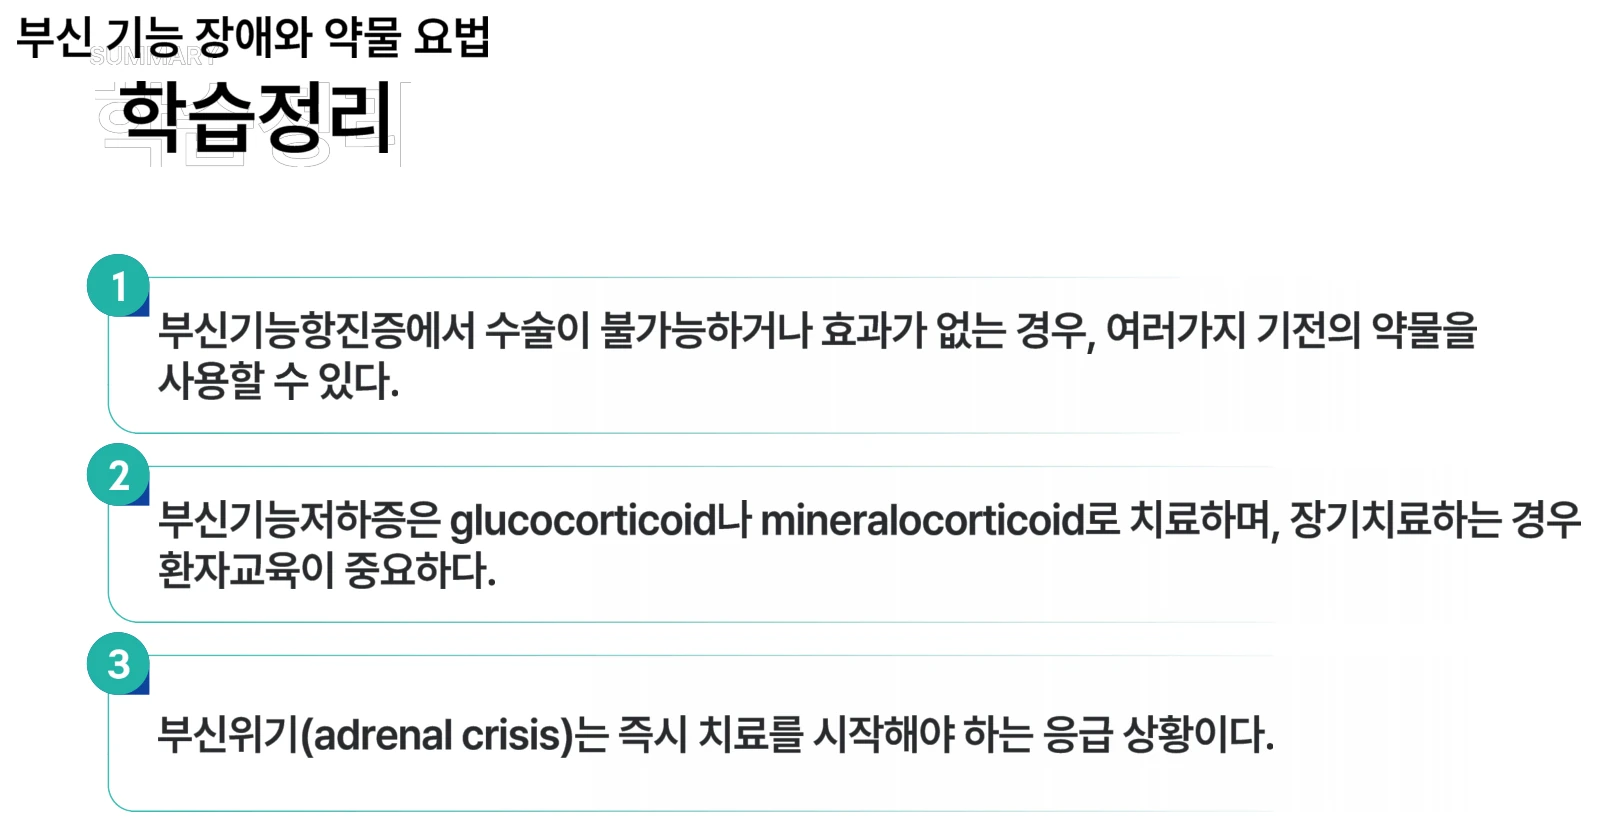 부신 기능 장애와 약물 요법
SUMMARY
학습정리
1
부신기능항진증에서 수술이 불가능하거나 효과가 없는 경우, 여러가지 기전의 약물을
사용할 수 있다.
2
부신기능저하증은 glucocorticoid나 mineralocorticoid로 치료하며, 장기치료하는 경우
환자교육이 중요하다.
3
부신위기(adrenal crisis)는 즉시 치료를 시작해야 하는 응급 상황이다.